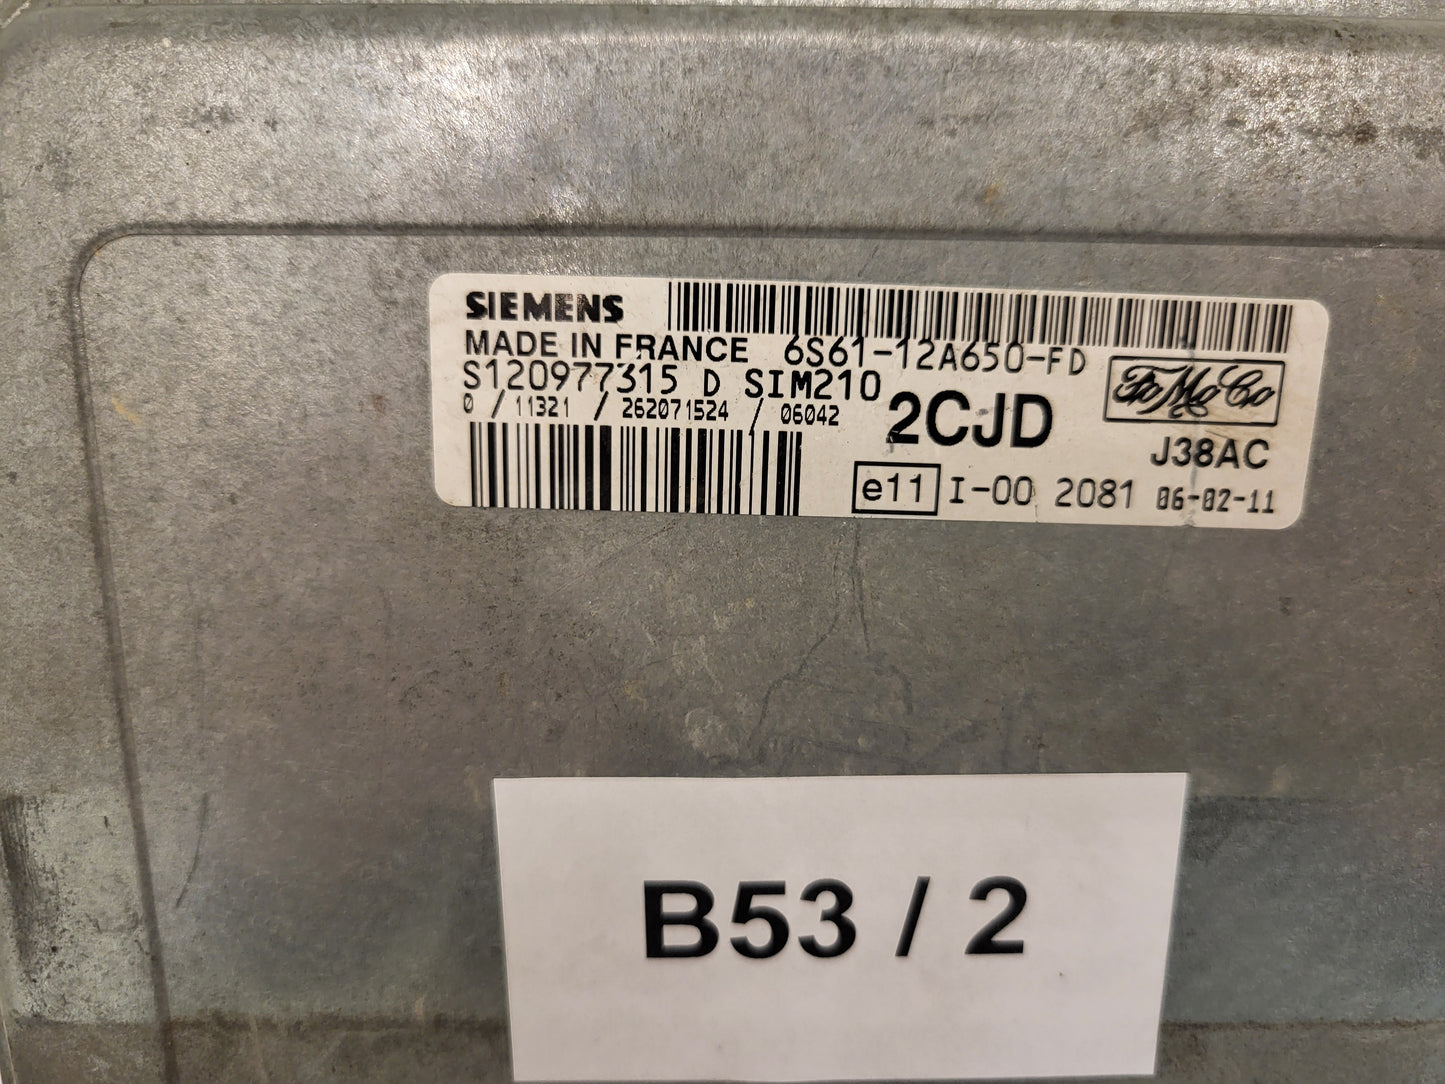 SIEMENS
MADE IN FRANCE 6S61-12A650-FD
S120977315 D SIM210
0 / 11321 / 262071524 / 06042
2CJD
FoMoCo
J38AC
e11 I-00 2081 06-02-11
B53 / 2